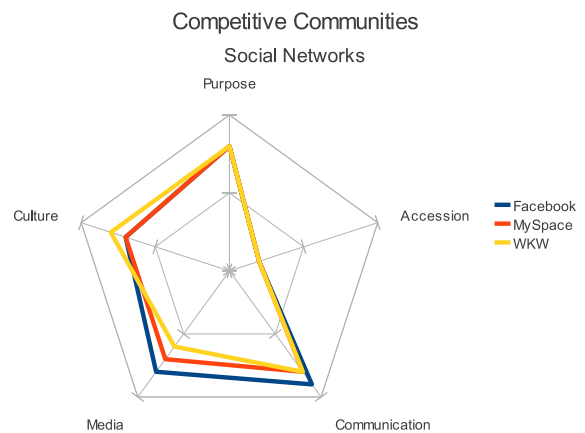 Competitive Communities
Social Networks
Purpose
Culture
Accession
Facebook
MySpace
WKW
Media
Communication